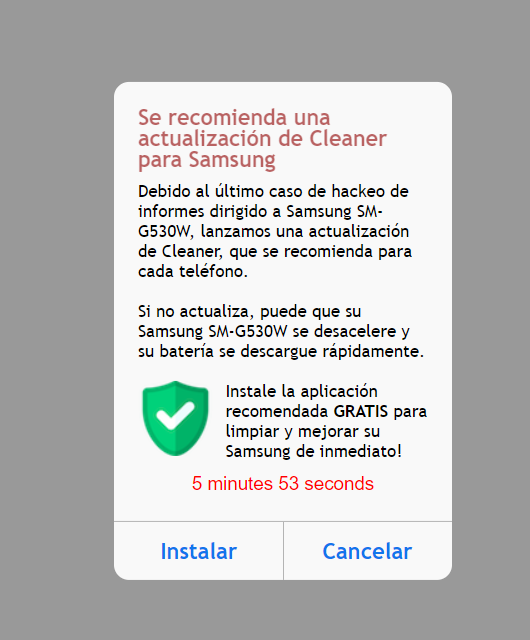 Se recomienda una
actualización de Cleaner
para Samsung
Debido al último caso de hackeo de
informes dirigido a Samsung SM-
G530W, lanzamos una actualización
de Cleaner, que se recomienda para
cada teléfono.
Si no actualiza, puede que su
Samsung SM-G530W se desacelere y
su batería se descargue rápidamente.
Instale la aplicación
recomendada GRATIS para
limpiar y mejorar su
Samsung de inmediato!
5 minutes 53 seconds
Instalar
Cancelar